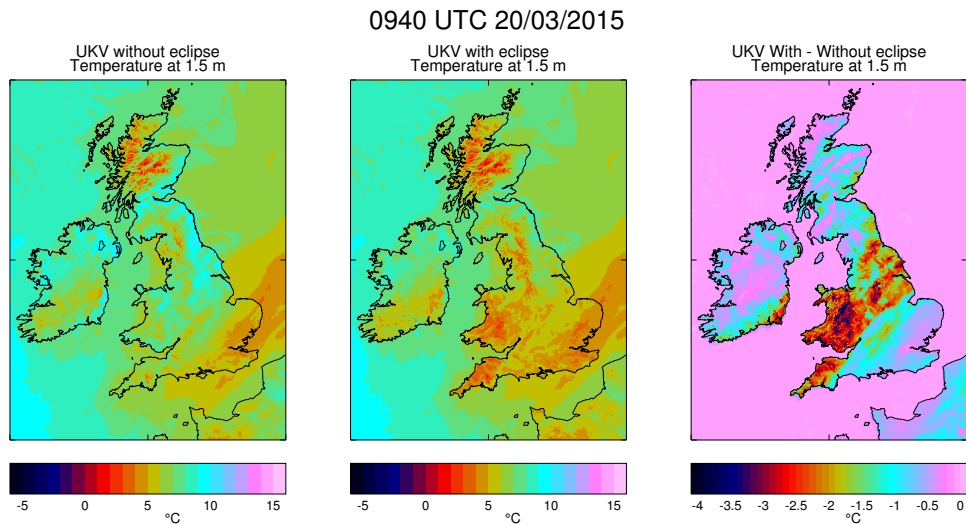 0940 UTC 20/03/2015
UKV without eclipse
Temperature at 1.5 m
UKV with eclipse
Temperature at 1.5 m
UKV With - Without eclipse
Temperature at 1.5 m
-5 0 5 10 15
°C
-5 0 5 10 15
°C
-4 -3.5 -3 -2.5 -2 -1.5 -1 -0.5 0
°C